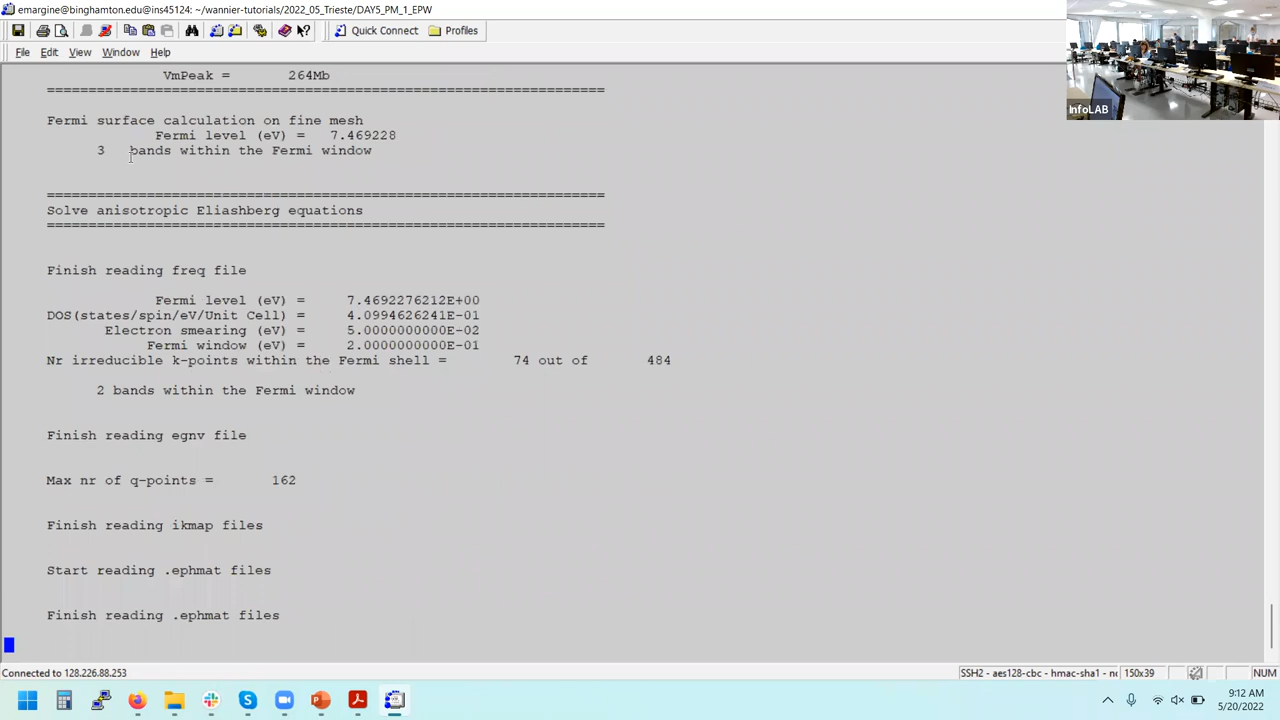 emargine@binghamton.edu@ins45124: ~/wannier-tutorials/2022_05_Trieste/DAY5_PM_1_EPW
Quick Connect Profiles
File Edit View Window Help
InfoLAB
VmPeak = 264Mb
===================================================================
Fermi surface calculation on fine mesh
Fermi level (eV) = 7.469228
3 bands within the Fermi window
===================================================================
Solve anisotropic Eliashberg equations
===================================================================
Finish reading freq file
Fermi level (eV) = 7.4692276212E+00
DOS(states/spin/eV/Unit Cell) = 4.0994626241E-01
Electron smearing (eV) = 5.0000000000E-02
Fermi window (eV) = 2.0000000000E-01
Nr irreducible k-points within the Fermi shell = 74 out of 484
2 bands within the Fermi window
Finish reading egnv file
Max nr of q-points = 162
Finish reading ikmap files
Start reading .ephmat files
Finish reading .ephmat files
Connected to 128.226.88.253 SSH2 - aes128-cbc - hmac-sha1 - nc 150x39 NUM
9:12 AM
5/20/2022